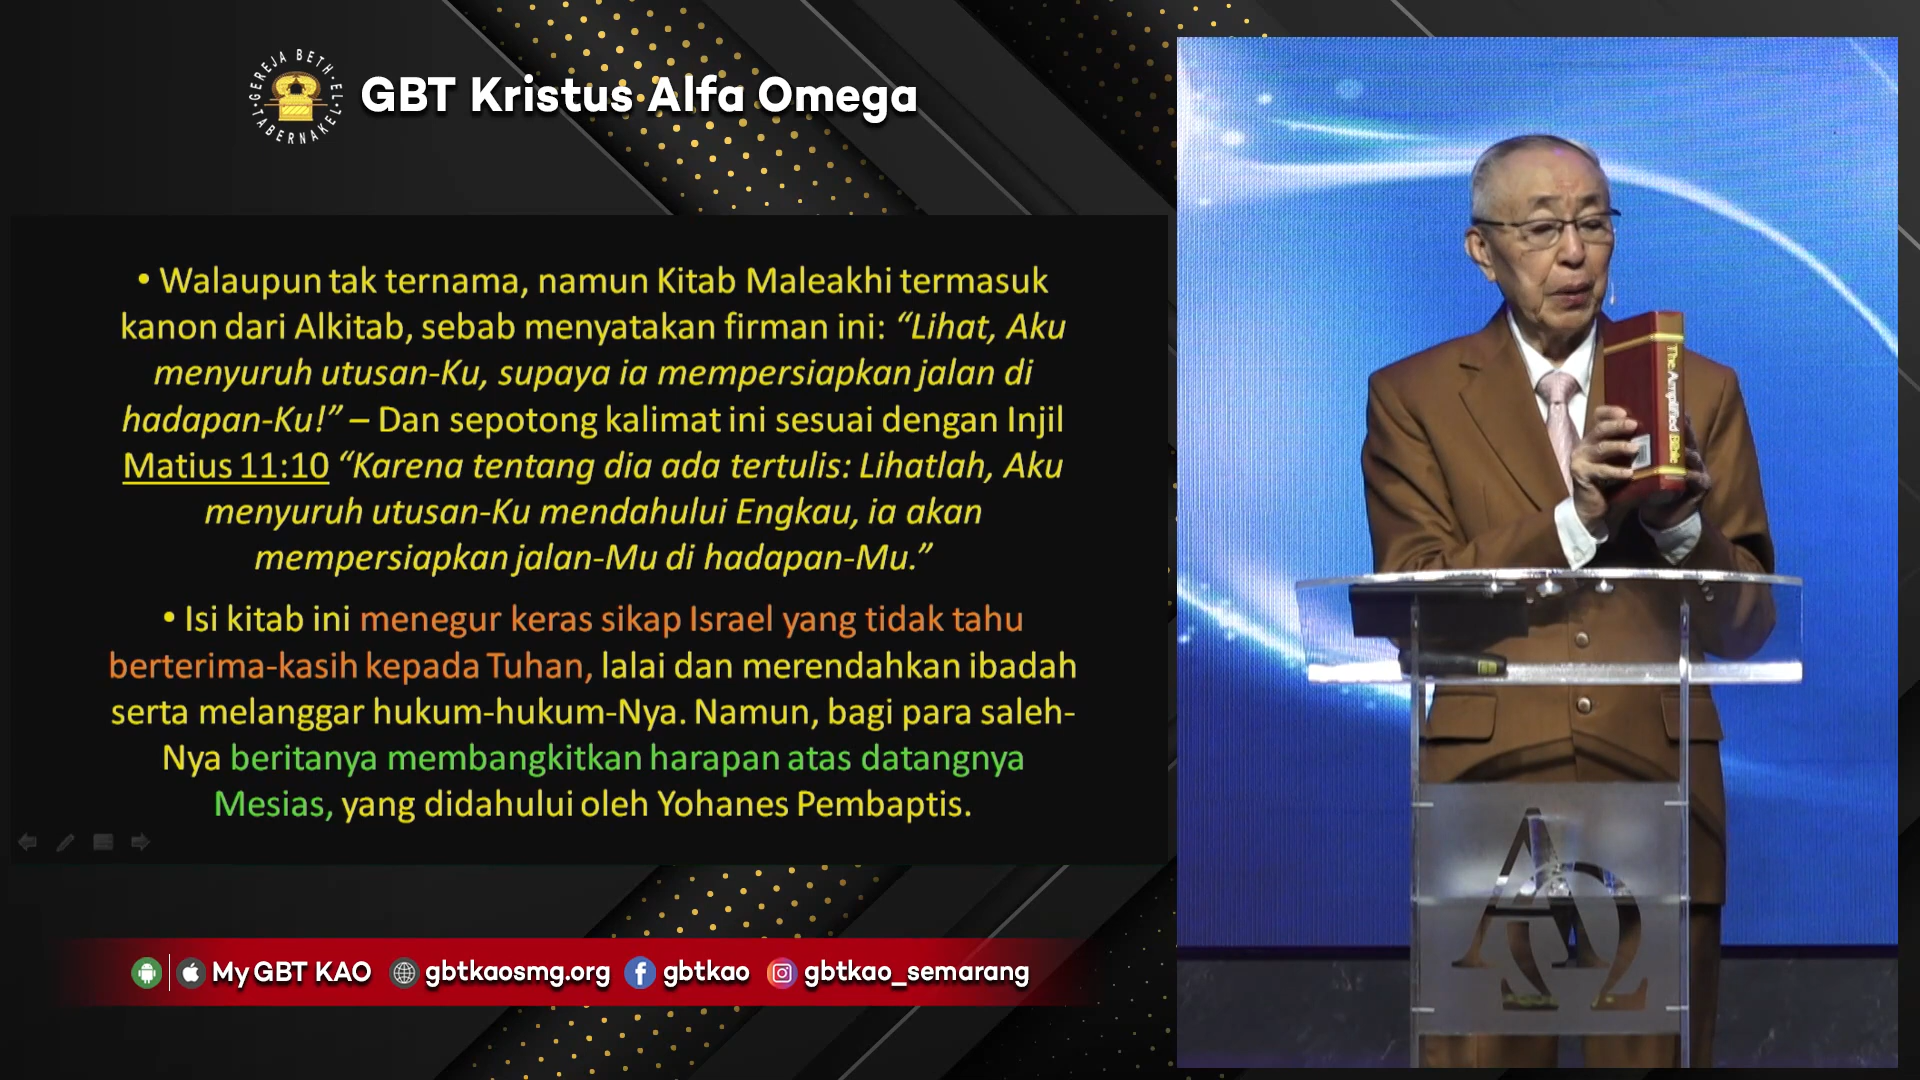 GEREJA BETH-EL
TABERNAKEL
GBT Kristus Alfa Omega
• Walaupun tak ternama, namun Kitab Maleakhi termasuk
kanon dari Alkitab, sebab menyatakan firman ini: “Lihat, Aku
menyuruh utusan-Ku, supaya ia mempersiapkan jalan di
hadapan-Ku!” – Dan sepotong kalimat ini sesuai dengan Injil
Matius 11:10 “Karena tentang dia ada tertulis: Lihatlah, Aku
menyuruh utusan-Ku mendahului Engkau, ia akan
mempersiapkan jalan-Mu di hadapan-Mu.”
• Isi kitab ini menegur keras sikap Israel yang tidak tahu
berterima-kasih kepada Tuhan, lalai dan merendahkan ibadah
serta melanggar hukum-hukum-Nya. Namun, bagi para saleh-
Nya beritanya membangkitkan harapan atas datangnya
Mesias, yang didahului oleh Yohanes Pembaptis.
My GBT KAO gbtkaosmg.org gbtkao gbtkao_semarang
The Amplified Bible
ΑΩ